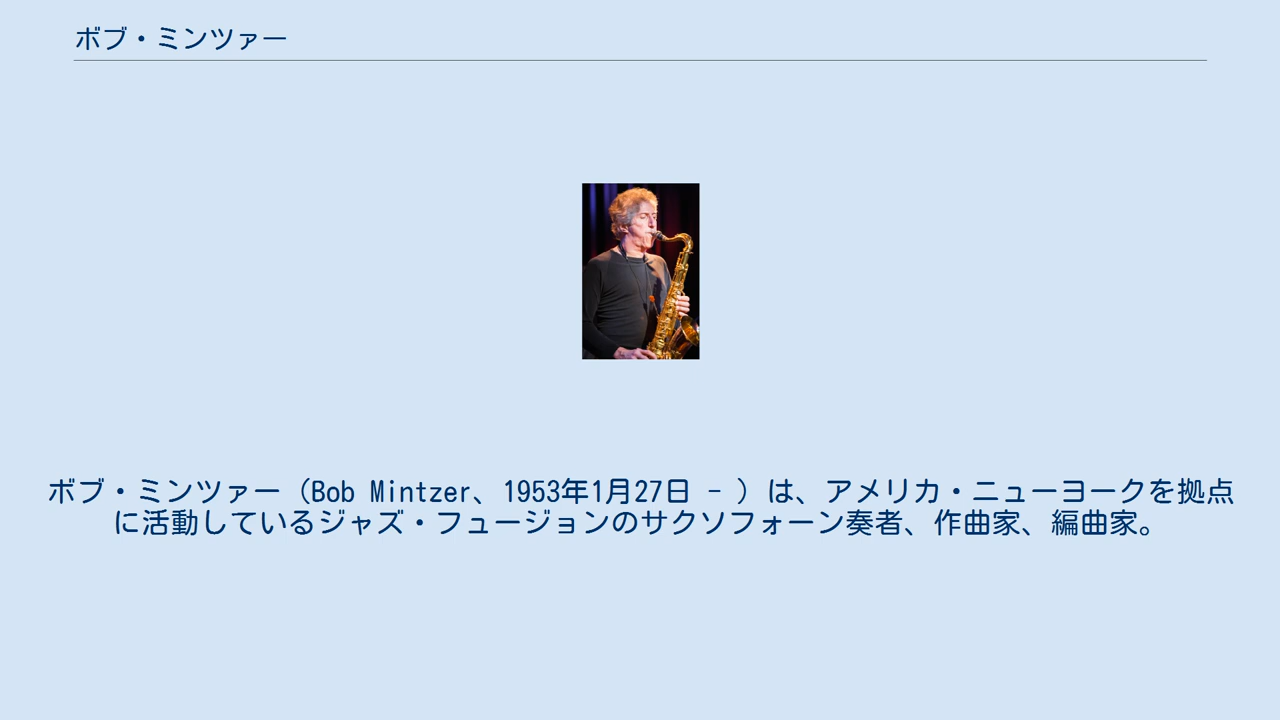 ボブ・ミンツァー
ボブ・ミンツァー（Bob Mintzer、1953年1月27日 - ）は、アメリカ・ニューヨークを拠点
に活動しているジャズ・フュージョンのサクソフォーン奏者、作曲家、編曲家。